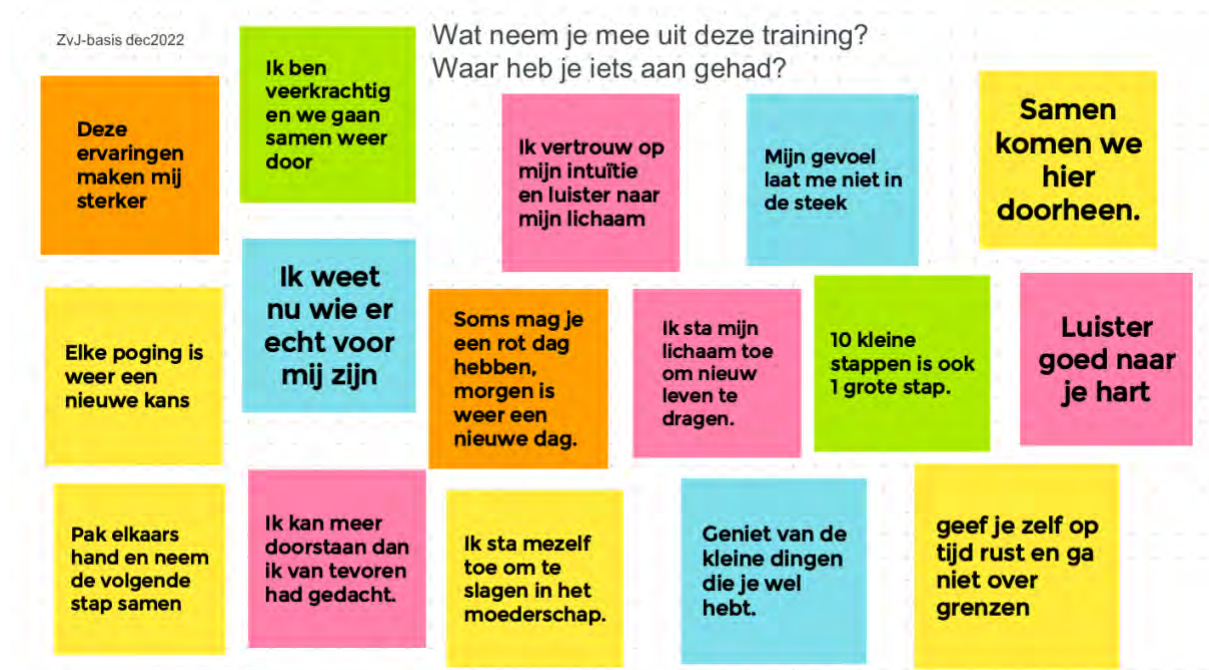 ZvJ-basis dec2022
Wat neem je mee uit deze training?
Waar heb je iets aan gehad?
Deze
ervaringen
maken mij
sterker
Ik ben
veerkrachtig
en we gaan
samen weer
door
Ik vertrouw op
mijn intuïtie
en luister naar
mijn lichaam
Mijn gevoel
laat me niet in
de steek
Samen
komen we
hier
doorheen.
Elke poging is
weer een
nieuwe kans
Ik weet
nu wie er
echt voor
mij zijn
Soms mag je
een rot dag
hebben,
morgen is
weer een
nieuwe dag.
Ik sta mijn
lichaam toe
om nieuw
leven te
dragen.
10 kleine
stappen is ook
1 grote stap.
Luister
goed naar
je hart
Pak elkaars
hand en neem
de volgende
stap samen
Ik kan meer
doorstaan dan
ik van tevoren
had gedacht.
Ik sta mezelf
toe om te
slagen in het
moederschap.
Geniet van de
kleine dingen
die je wel
hebt.
geef je zelf op
tijd rust en ga
niet over
grenzen